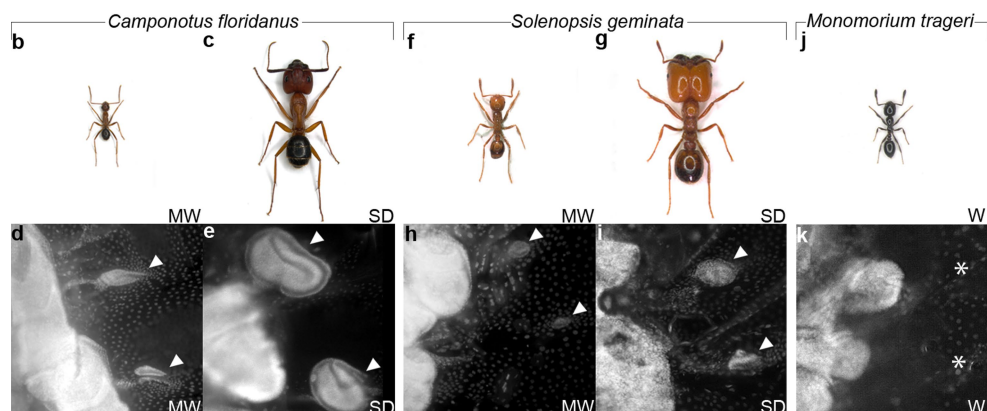 Camponotus floridanus Solenopsis geminata Monomorium trageri
b c f g j
MW SD MW SD W
d e h i k
* 
*
MW SD MW SD W